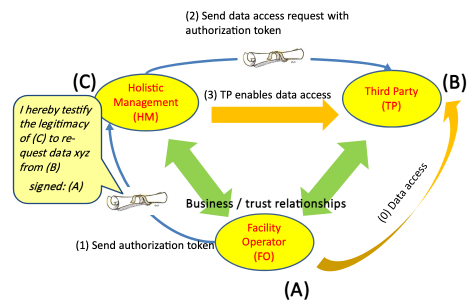 (2) Send data access request with
authorization token
(C)
Holistic
Management
(HM)
(3) TP enables data access
Third Party
(TP)
(B)
I hereby testify
the legitimacy
of (C) to re-
quest data xyz
from (B)
signed: (A)
(0) Data access
Business / trust relationships
(1) Send authorization token
Facility
Operator
(FO)
(A)